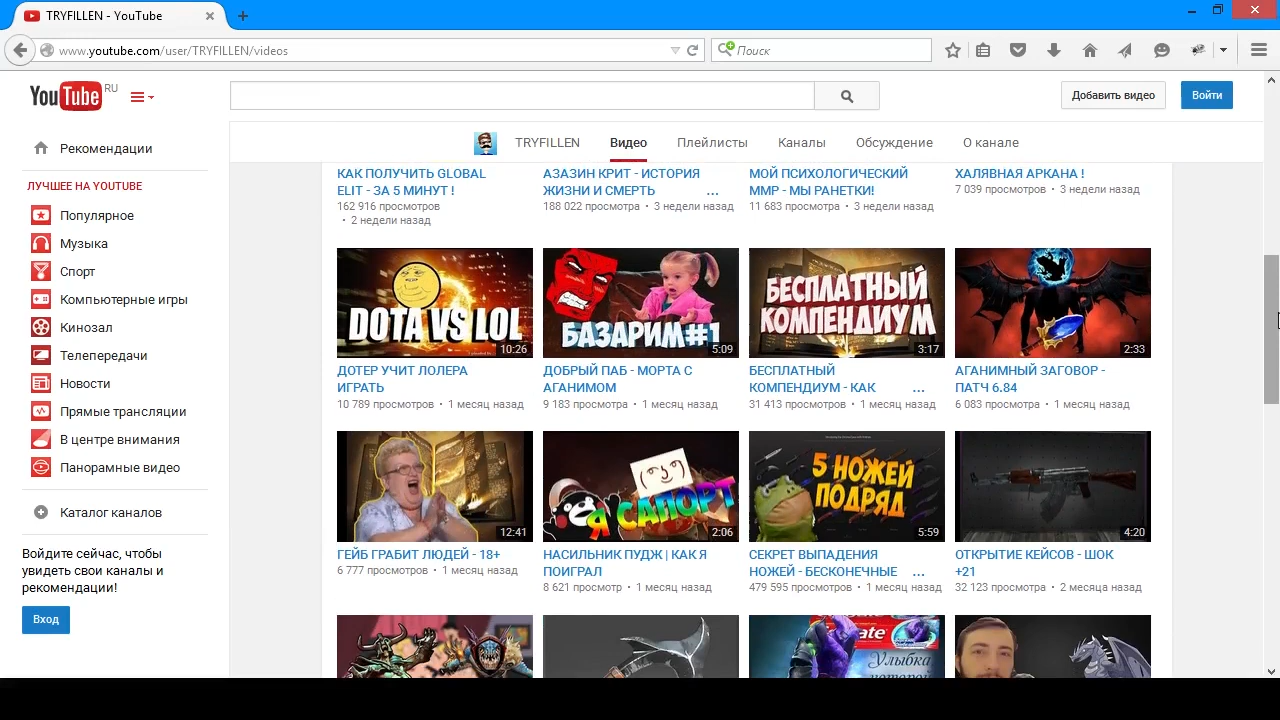 TRYFILLEN - YouTube
www.youtube.com/user/TRYFILLEN/videos
Поиск
YouTube RU
Добавить видео
Войти
TRYFILLEN Видео Плейлисты Каналы Обсуждение О канале
Рекомендации
ЛУЧШЕЕ НА YOUTUBE
Популярное
Музыка
Спорт
Компьютерные игры
Кинозал
Телепередачи
Новости
Прямые трансляции
В центре внимания
Панорамные видео
Каталог каналов
Войдите сейчас, чтобы
увидеть свои каналы и
рекомендации!
Вход
КАК ПОЛУЧИТЬ GLOBAL
ELIT - ЗА 5 МИНУТ !
162 916 просмотров
• 2 недели назад
АЗАЗИН КРИТ - ИСТОРИЯ
ЖИЗНИ И СМЕРТЬ ...
188 022 просмотра • 3 недели назад
МОЙ ПСИХОЛОГИЧЕСКИЙ
ММР - МЫ РАНЕТКИ!
11 683 просмотра • 3 недели назад
ХАЛЯВНАЯ АРКАНА !
7 039 просмотров • 3 недели назад
DOTA VS LOL
10:26
ДОТЕР УЧИТ ЛОЛЕРА
ИГРАТЬ
10 789 просмотров • 1 месяц назад
БАЗАРИМ#1
5:09
ДОБРЫЙ ПАБ - МОРТА С
АГАНИМОМ
9 183 просмотра • 1 месяц назад
БЕСПЛАТНЫЙ
КОМПЕНДИУМ
3:17
БЕСПЛАТНЫЙ
КОМПЕНДИУМ - КАК ...
31 413 просмотров • 1 месяц назад
2:33
АГАНИМНЫЙ ЗАГОВОР -
ПАТЧ 6.84
6 083 просмотра • 1 месяц назад
12:41
ГЕЙБ ГРАБИТ ЛЮДЕЙ - 18+
6 777 просмотров • 1 месяц назад
Я САПОРТ
2:06
НАСИЛЬНИК ПУДЖ | КАК Я
ПОИГРАЛ
8 621 просмотр • 1 месяц назад
5 НОЖЕЙ
ПОДРЯД
5:59
СЕКРЕТ ВЫПАДЕНИЯ
НОЖЕЙ - БЕСКОНЕЧНЫЕ ...
479 595 просмотров • 1 месяц назад
4:20
ОТКРЫТИЕ КЕЙСОВ - ШОК
+21
32 123 просмотра • 2 месяца назад
Улыбка
которой